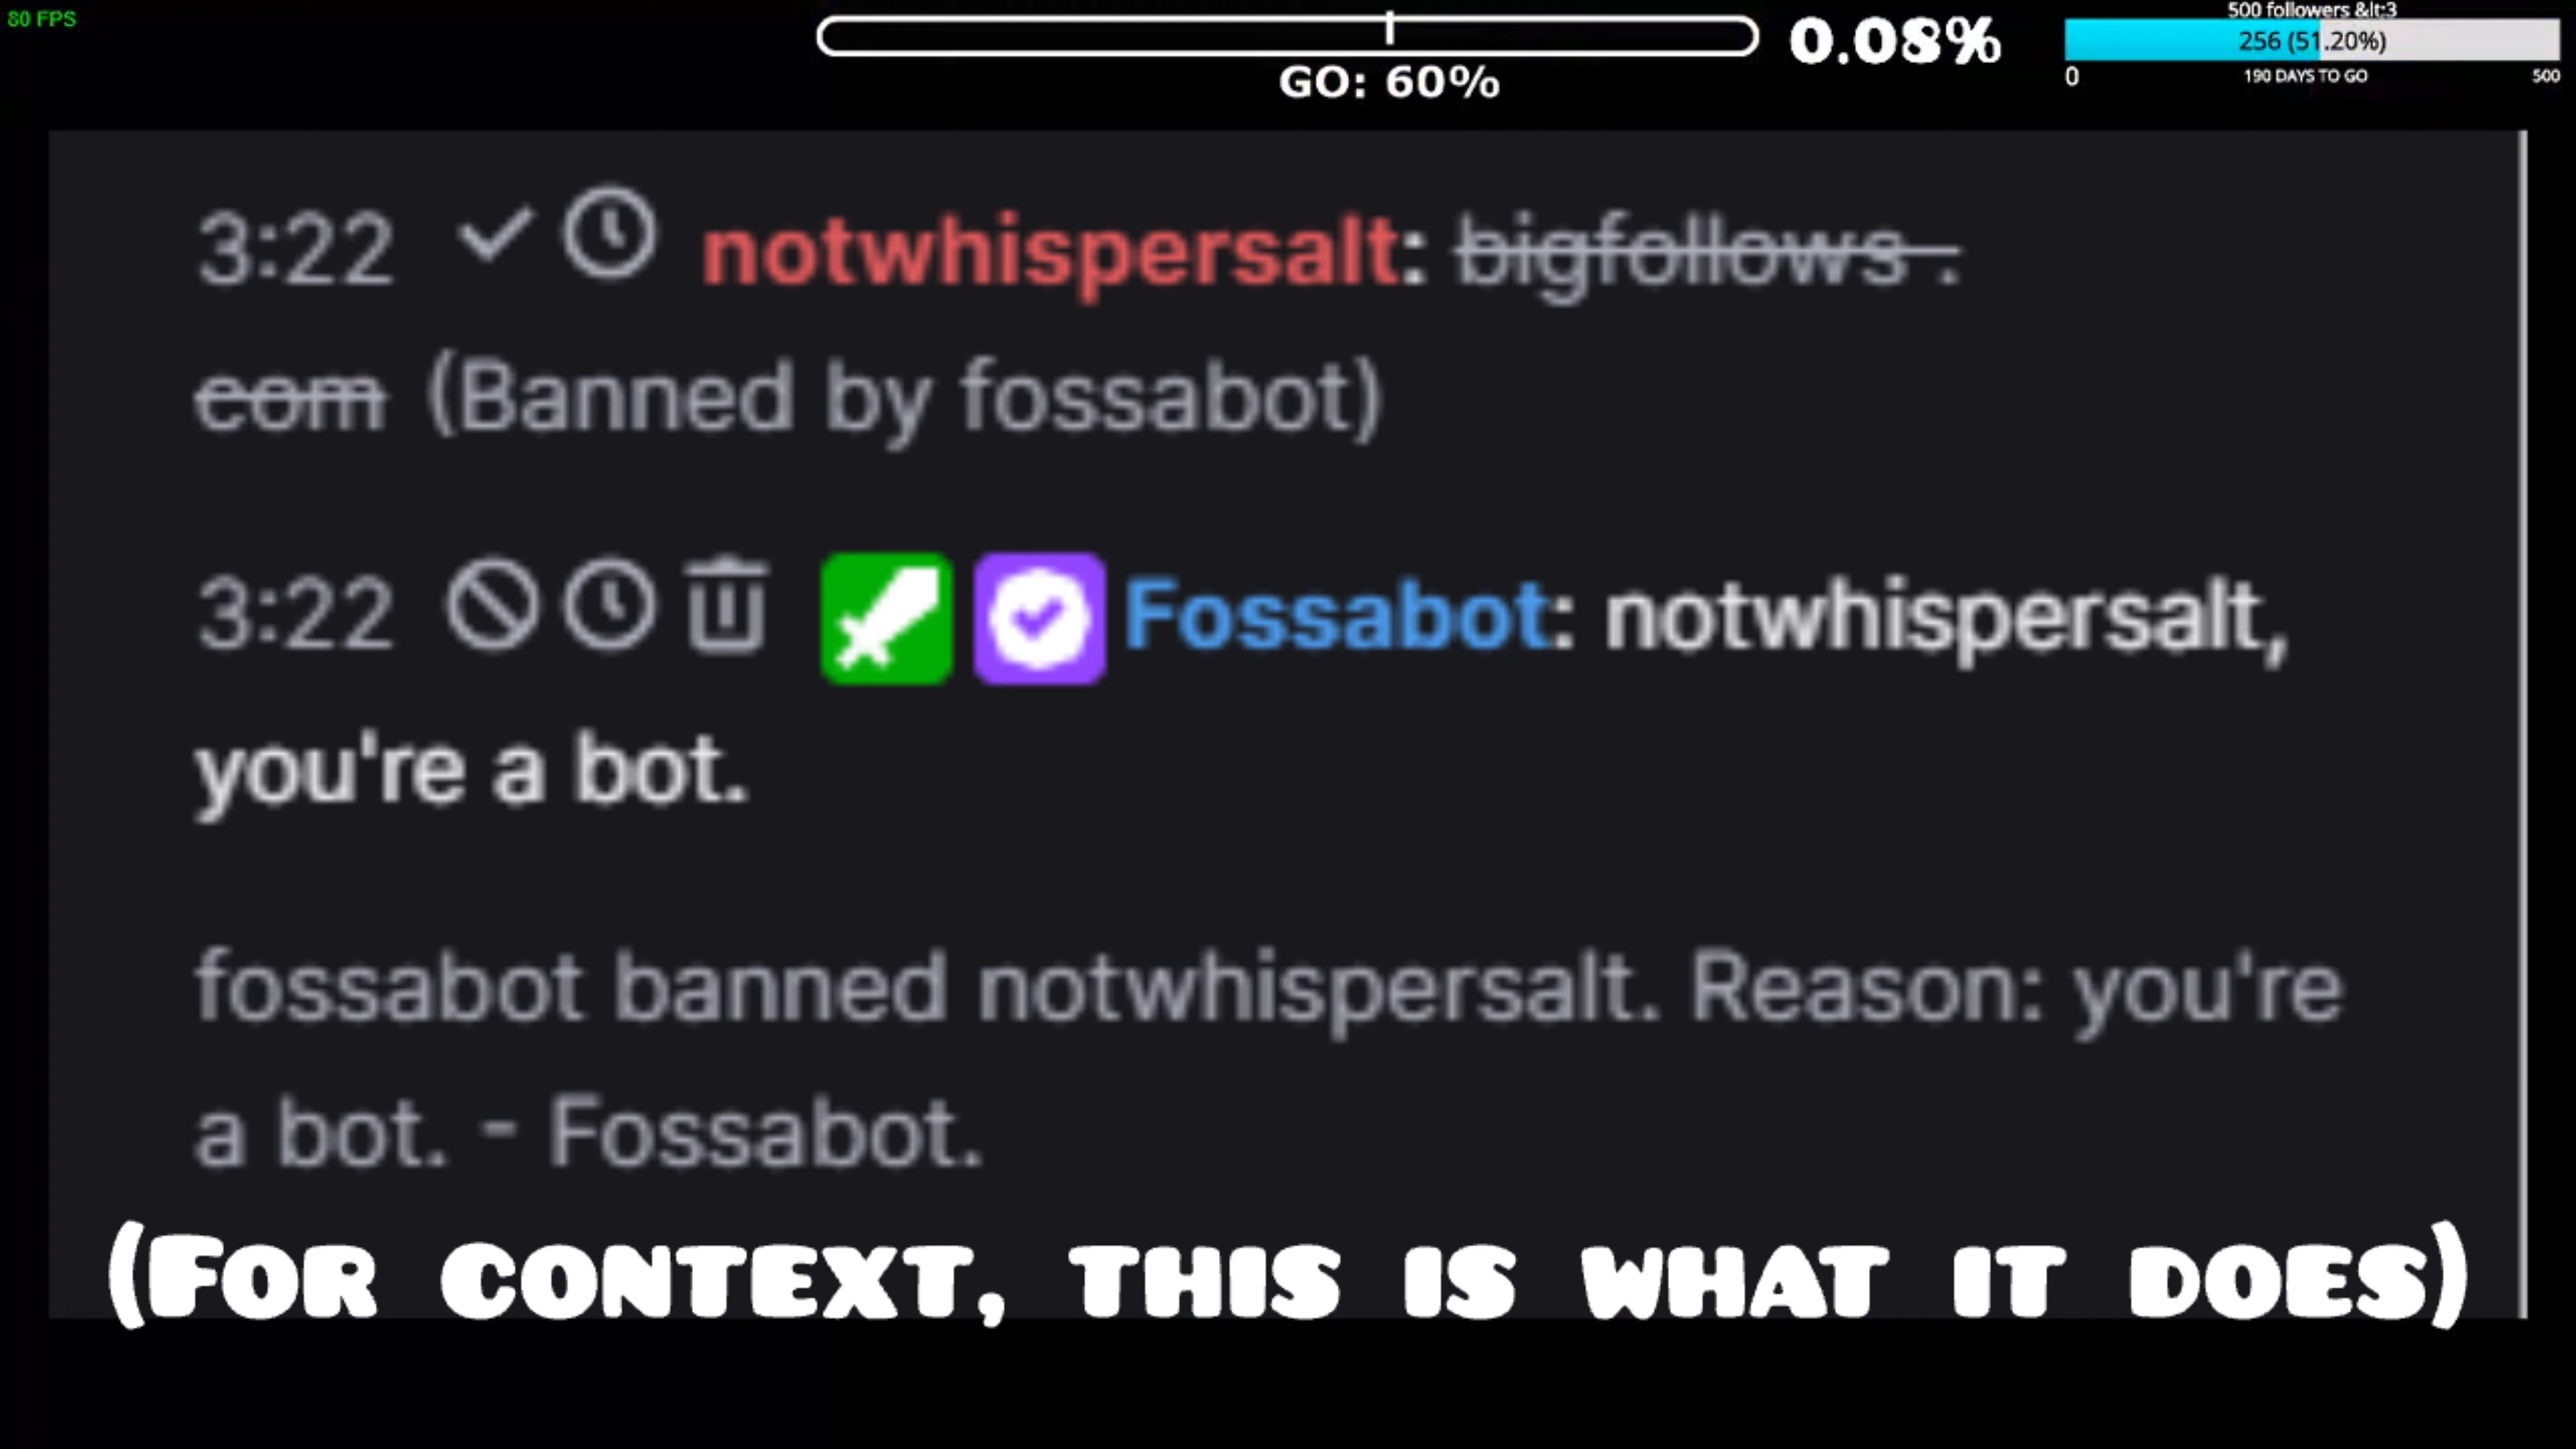 80 FPS
0.08%
GO: 60%
500 followers &lt;3
256 (51.20%)
0 190 DAYS TO GO 500
3:22 notwhispersalt: bigfollows .
com (Banned by fossabot)
3:22 Fossabot: notwhispersalt,
you're a bot.
fossabot banned notwhispersalt. Reason: you're
a bot. - Fossabot.
(FOR CONTEXT, THIS IS WHAT IT DOES)